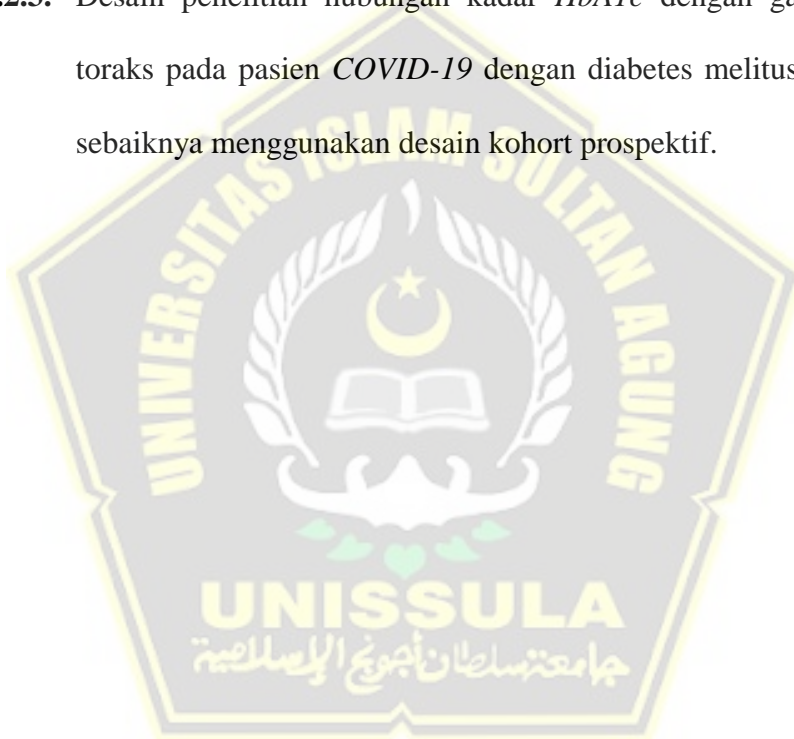 Desain penelitian hubungan kadar HbA1c dengan
toraks pada pasien COVID-19 dengan diabetes melitus
sebaiknya menggunakan desain kohort prospektif.
UNIVERSITAS ISLAM SULTAN AGUNG
UNISSULA
جامعة سلطان أجونج الإسلامية